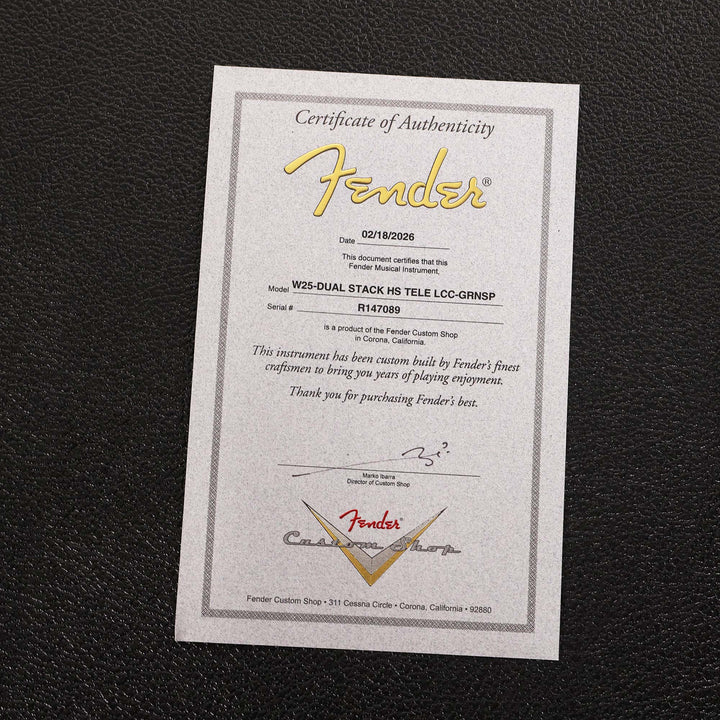 Certificate of Authenticity
Fender®
Date 02/18/2026
This document certifies that this
Fender Musical Instrument,
Model W25-DUAL STACK HS TELE LCC-GRNSP
Serial # R147089
is a product of the Fender Custom Shop
in Corona, California.
This instrument has been custom built by Fender's finest
craftsmen to bring you years of playing enjoyment.
Thank you for purchasing Fender's best.
Marko Ibarra
Director of Custom Shop
Fender®
Custom Shop
Fender Custom Shop • 311 Cessna Circle • Corona, California • 92880